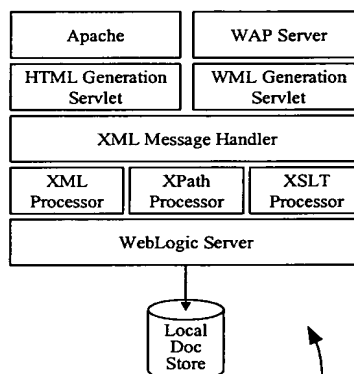 Apache
WAP Server
HTML Generation
Servlet
WML Generation
Servlet
XML Message Handler
XML
Processor
XPath
Processor
XSLT
Processor
WebLogic Server
Local
Doc
Store